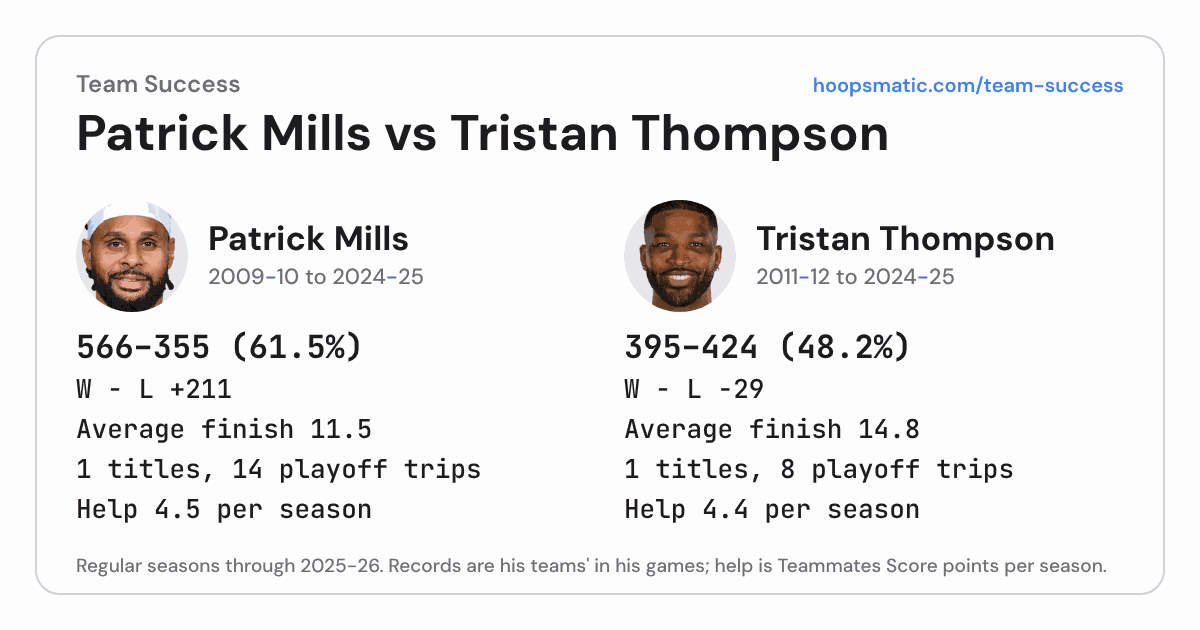 Team Success
hoopsmatic.com/team-success
Patrick Mills vs Tristan Thompson
Patrick Mills
2009-10 to 2024-25
566–355 (61.5%)
W - L +211
Average finish 11.5
1 titles, 14 playoff trips
Help 4.5 per season
Tristan Thompson
2011-12 to 2024-25
395–424 (48.2%)
W - L -29
Average finish 14.8
1 titles, 8 playoff trips
Help 4.4 per season
Regular seasons through 2025-26. Records are his teams' in his games; help is Teammates Score points per season.